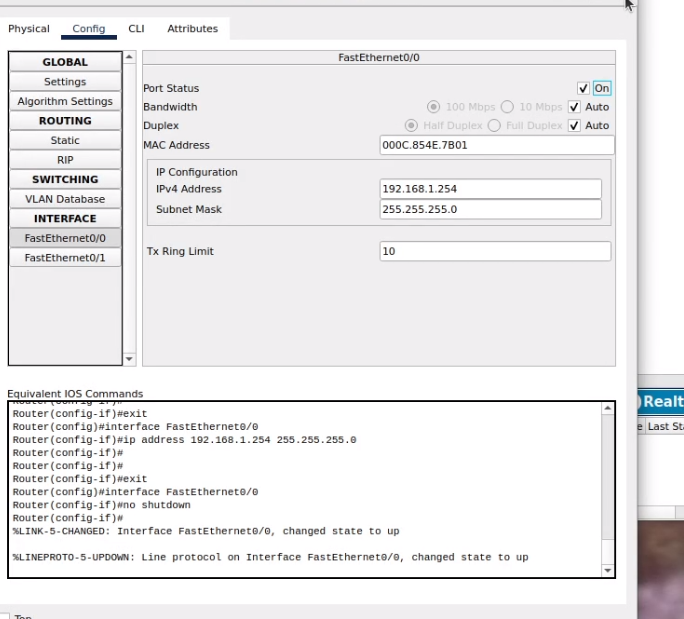 Physical Config CLI Attributes
GLOBAL
Settings
Algorithm Settings
ROUTING
Static
RIP
SWITCHING
VLAN Database
INTERFACE
FastEthernet0/0
FastEthernet0/1
FastEthernet0/0
Port Status On
Bandwidth 100 Mbps 10 Mbps Auto
Duplex Half Duplex Full Duplex Auto
MAC Address 000C.854E.7B01
IP Configuration
IPv4 Address 192.168.1.254
Subnet Mask 255.255.255.0
Tx Ring Limit 10
Equivalent IOS Commands
Router(config-if)#
Router(config-if)#exit
Router(config)#interface FastEthernet0/0
Router(config-if)#ip address 192.168.1.254 255.255.255.0
Router(config-if)#
Router(config-if)#
Router(config-if)#exit
Router(config)#interface FastEthernet0/0
Router(config-if)#no shutdown
Router(config-if)#
%LINK-5-CHANGED: Interface FastEthernet0/0, changed state to up
%LINEPROTO-5-UPDOWN: Line protocol on Interface FastEthernet0/0, changed state to up
Top
Realt
e Last Sta